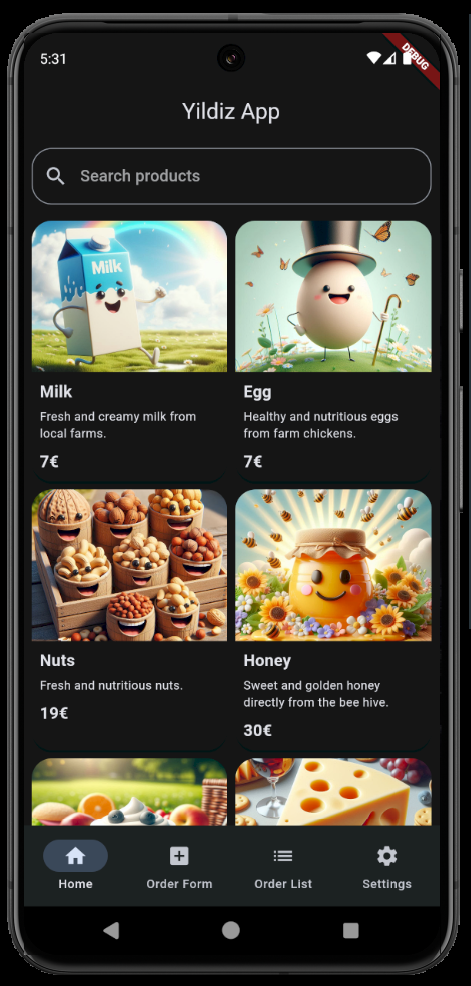 5:31
DEBUG
Yildiz App
Search products
Milk
Milk
Fresh and creamy milk from
local farms.
7€
Egg
Healthy and nutritious eggs
from farm chickens.
7€
Nuts
Fresh and nutritious nuts.
19€
Honey
Sweet and golden honey
directly from the bee hive.
30€
Home
Order Form
Order List
Settings